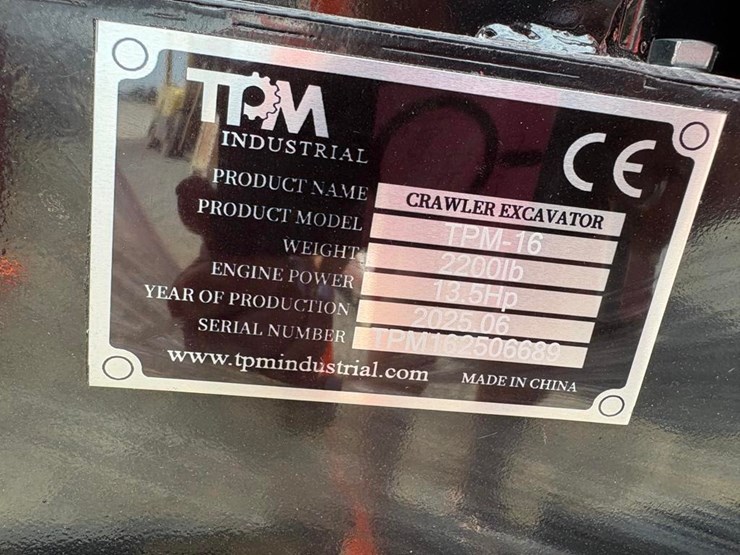 TPM
INDUSTRIAL
CE
PRODUCT NAME CRAWLER EXCAVATOR
PRODUCT MODEL TPM-16
WEIGHT 2200lb
ENGINE POWER 13.5Hp
YEAR OF PRODUCTION 2025.06
SERIAL NUMBER TPM162506689
www.tpmindustrial.com MADE IN CHINA